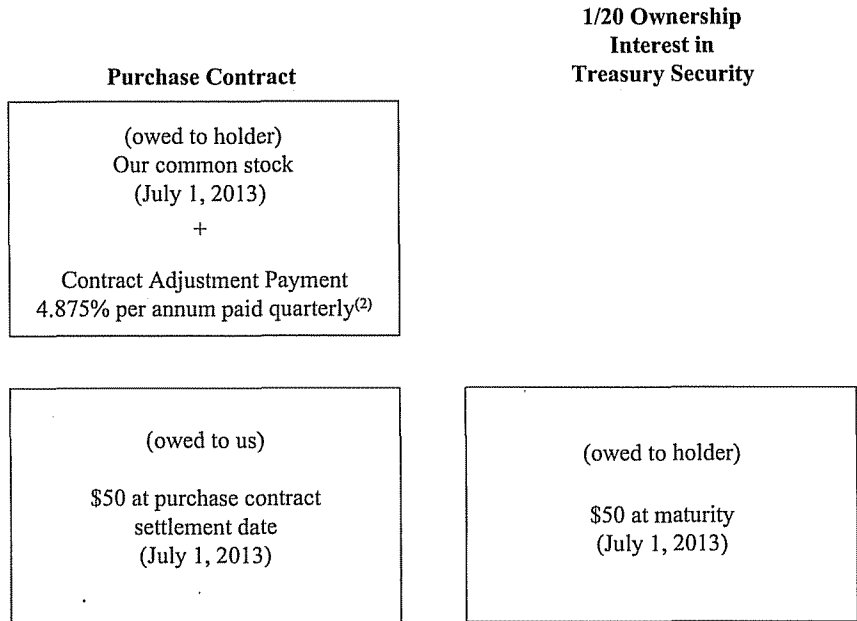 1/20 Ownership
Interest in
Treasury Security
Purchase Contract
(owed to holder)
Our common stock
(July 1, 2013)
+
Contract Adjustment Payment
4.875% per annum paid quarterly(2)
(owed to us)
$50 at purchase contract
settlement date
(July 1, 2013)
(owed to holder)
$50 at maturity
(July 1, 2013)